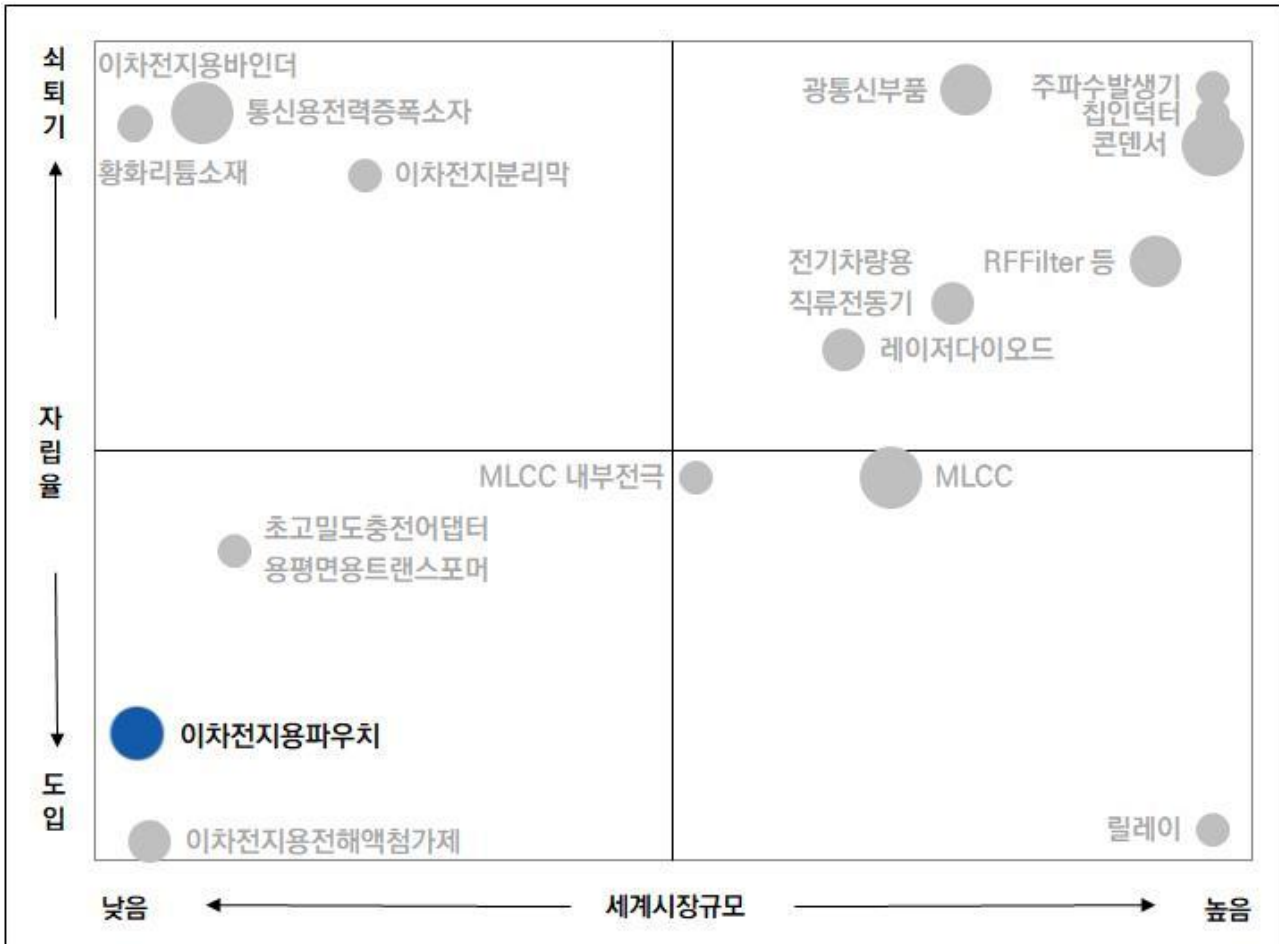 쇠퇴기
자립율
도입
이차전지용바인더
통신용전력증폭소자
황화리튬소재
이차전지분리막
광통신부품
주파수발생기
칩인덕터
콘덴서
전기차량용
직류전동기
RFFilter 등
레이저다이오드
MLCC 내부전극
MLCC
초고밀도충전어댑터
용평면용트랜스포머
이차전지용파우치
이차전지용전해액첨가제
릴레이
낮음
세계시장규모
높음